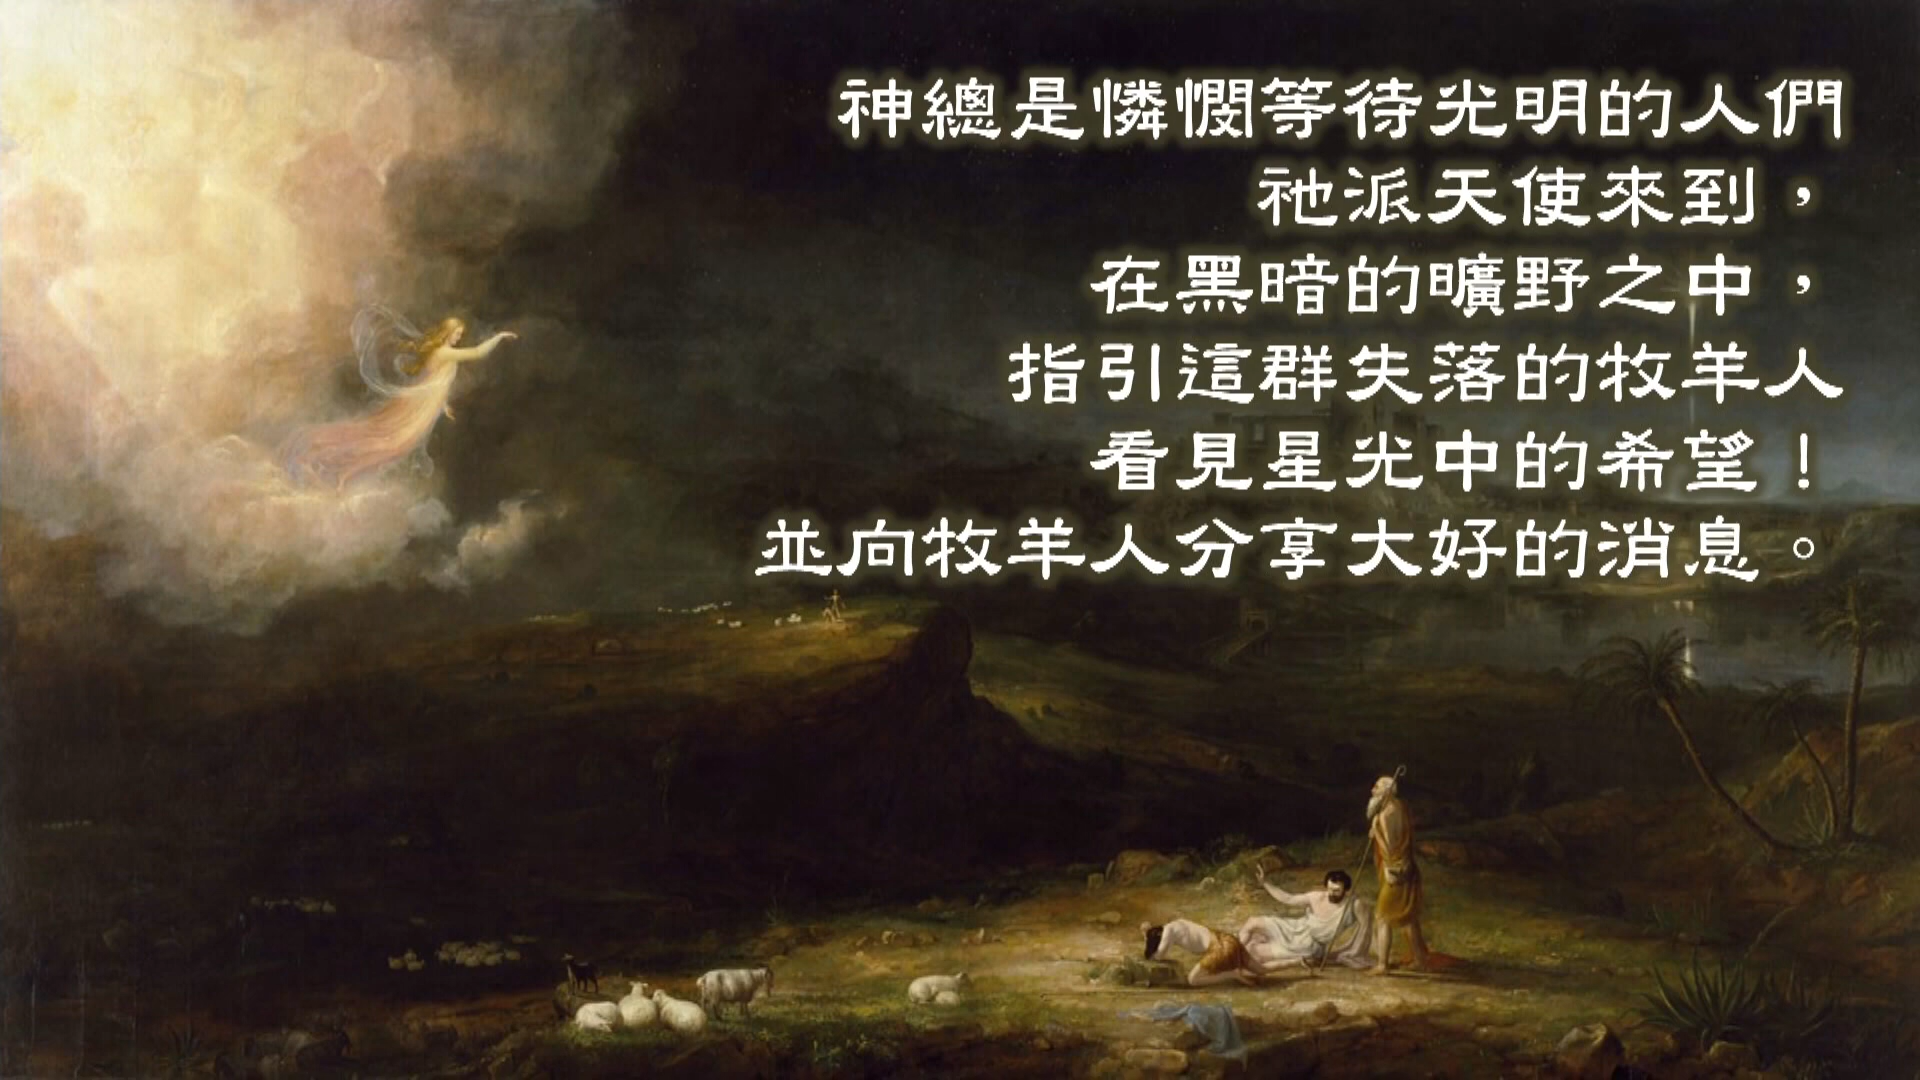 神總是憐憫等待光明的人們
祂派天使來到，
在黑暗的曠野之中，
指引這群失落的牧羊人
看見星光中的希望！
並向牧羊人分享大好的消息。